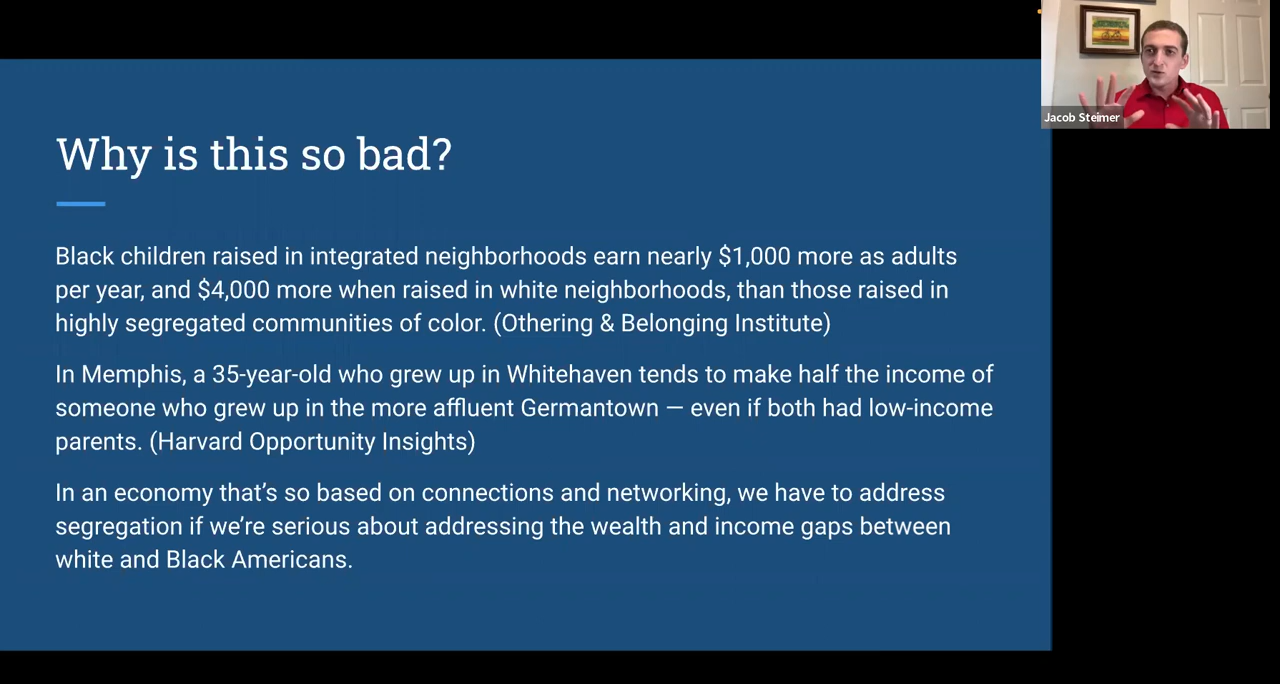 Jacob Steimer
Why is this so bad?
Black children raised in integrated neighborhoods earn nearly $1,000 more as adults
per year, and $4,000 more when raised in white neighborhoods, than those raised in
highly segregated communities of color. (Othering & Belonging Institute)
In Memphis, a 35-year-old who grew up in Whitehaven tends to make half the income of
someone who grew up in the more affluent Germantown — even if both had low-income
parents. (Harvard Opportunity Insights)
In an economy that’s so based on connections and networking, we have to address
segregation if we’re serious about addressing the wealth and income gaps between
white and Black Americans.